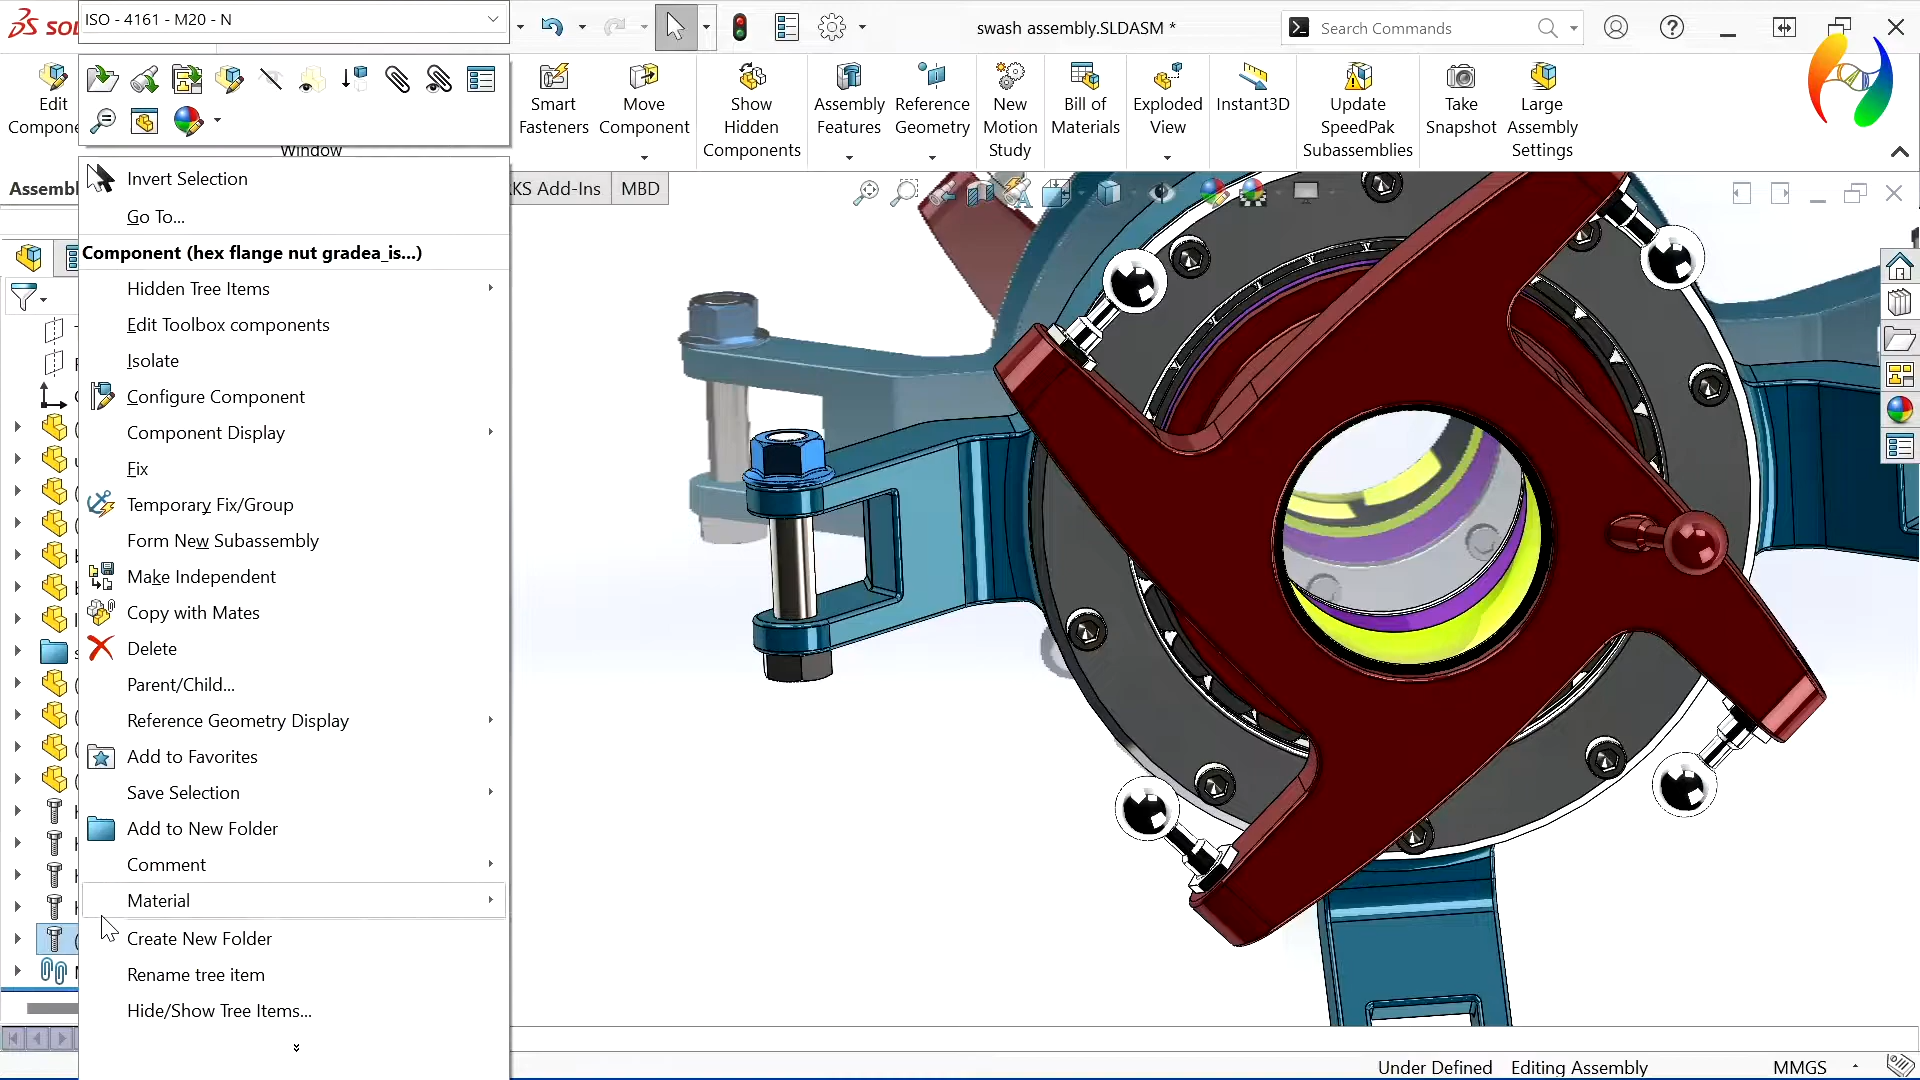 ISO - 4161 - M20 - N
swash assembly.SLDASM *
Search Commands
Edit
Compone
Window
Smart
Fasteners
Move
Component
Show
Hidden
Components
Assembly
Features
Reference
Geometry
New
Motion
Study
Bill of
Materials
Exploded
View
Instant3D
Update
SpeedPak
Subassemblies
Take
Snapshot
Large
Assembly
Settings
Assembl
KS Add-Ins
MBD
Invert Selection
Go To...
Component (hex flange nut gradea_is...)
Hidden Tree Items
Edit Toolbox components
Isolate
Configure Component
Component Display
Fix
Temporary Fix/Group
Form New Subassembly
Make Independent
Copy with Mates
Delete
Parent/Child...
Reference Geometry Display
Add to Favorites
Save Selection
Add to New Folder
Comment
Material
Create New Folder
Rename tree item
Hide/Show Tree Items...
Under Defined
Editing Assembly
MMGS